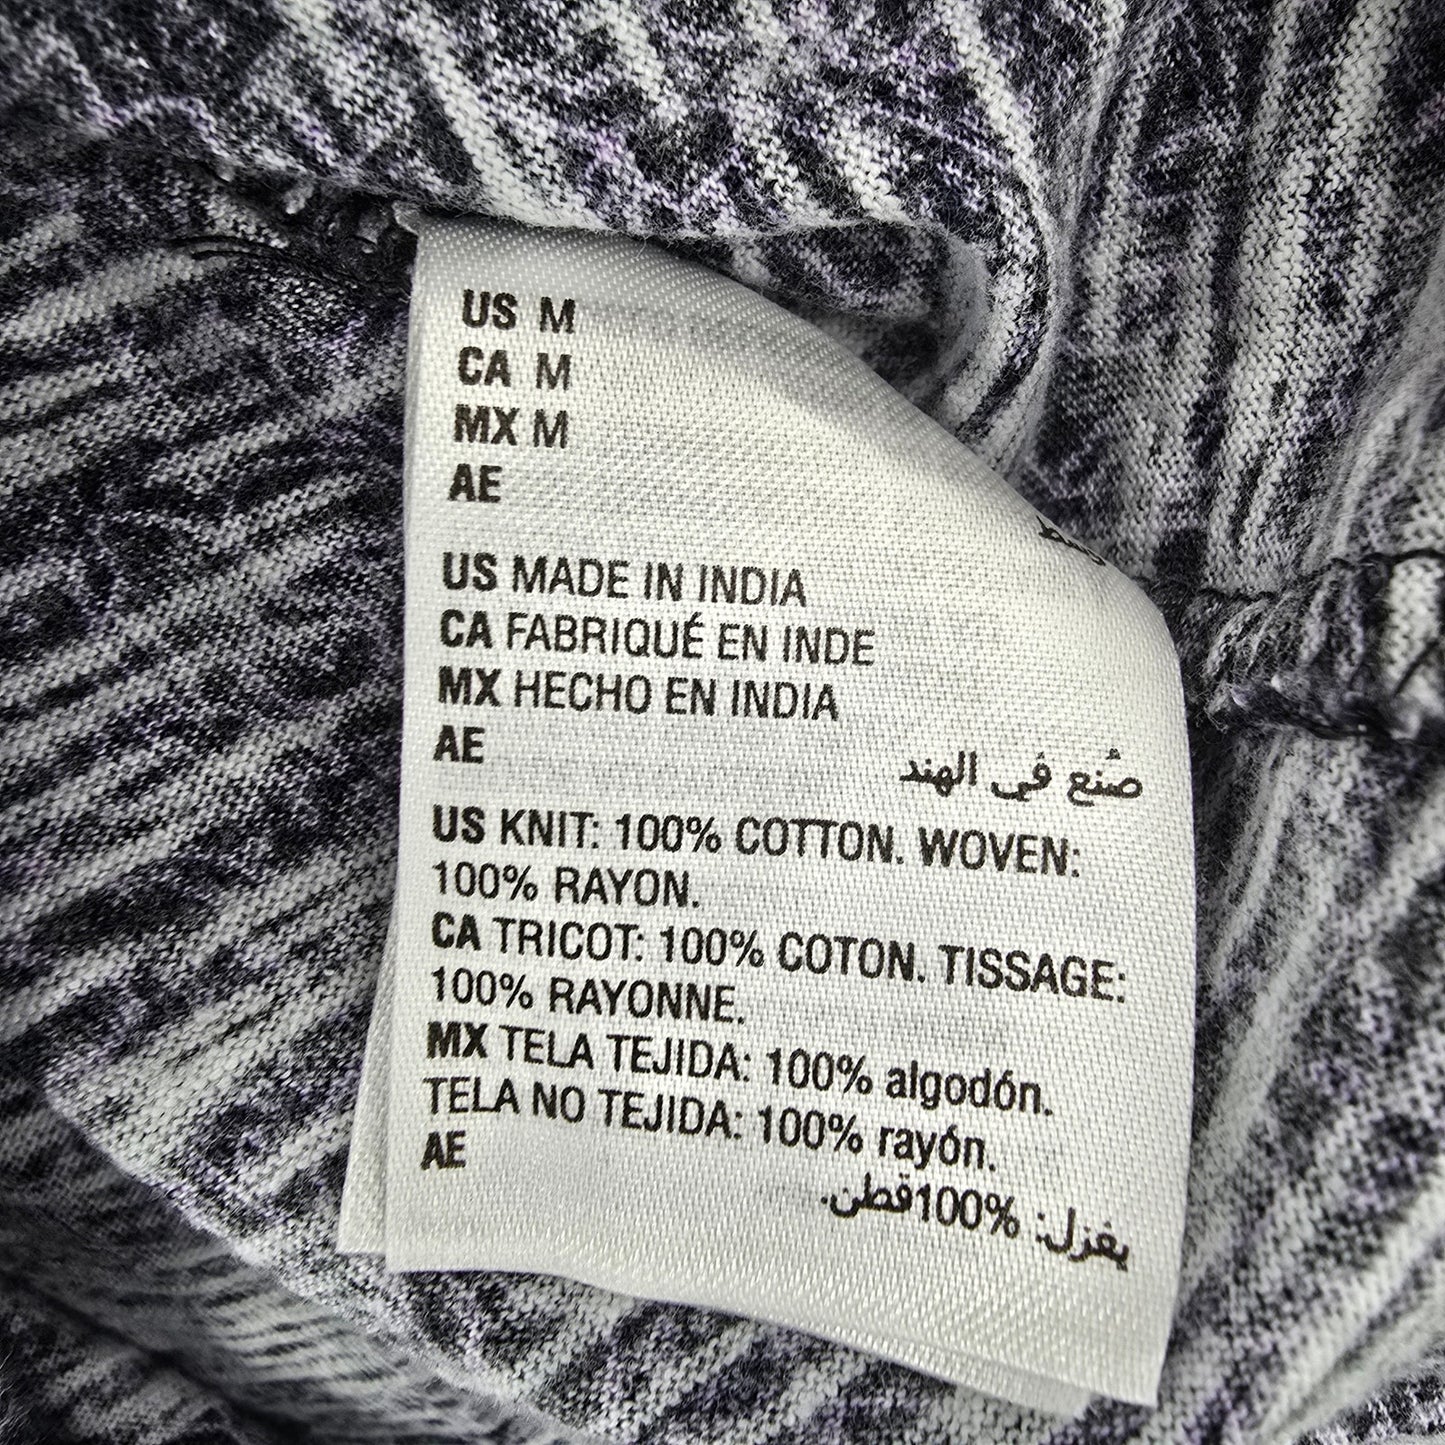 US M
CA M
MX M
AE
US MADE IN INDIA
CA FABRIQUÉ EN INDE
MX HECHO EN INDIA
AE
صُنع في الهند
US KNIT: 100% COTTON. WOVEN:
100% RAYON.
CA TRICOT: 100% COTON. TISSAGE:
100% RAYONNE.
MX TELA TEJIDA: 100% algodón.
TELA NO TEJIDA: 100% rayón.
AE
يغزل: 100%قطن.